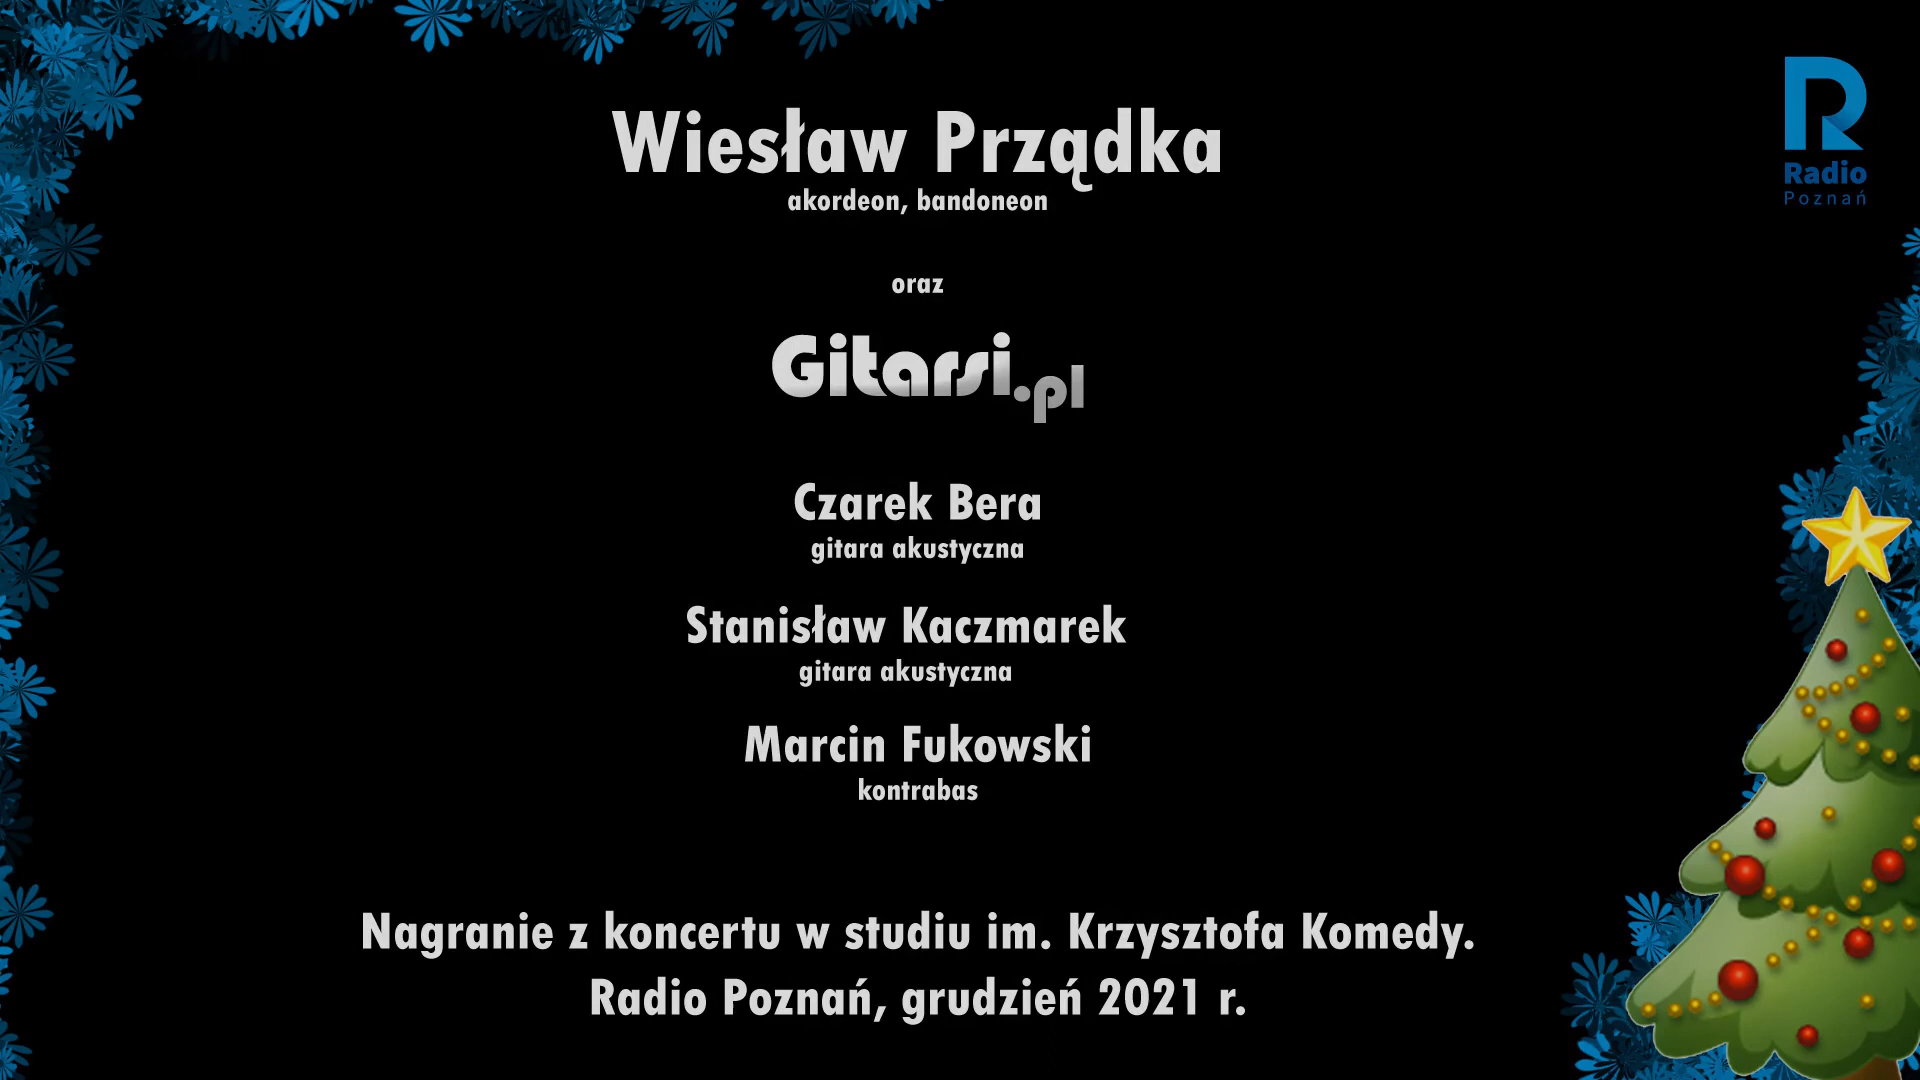 Wiesław Prządka
akordeon, bandoneon
oraz
Gitarsi.pl
Czarek Bera
gitara akustyczna
Stanisław Kaczmarek
gitara akustyczna
Marcin Fukowski
kontrabas
Nagranie z koncertu w studiu im. Krzysztofa Komedy.
Radio Poznań, grudzień 2021 r.
R
Radio
Poznań